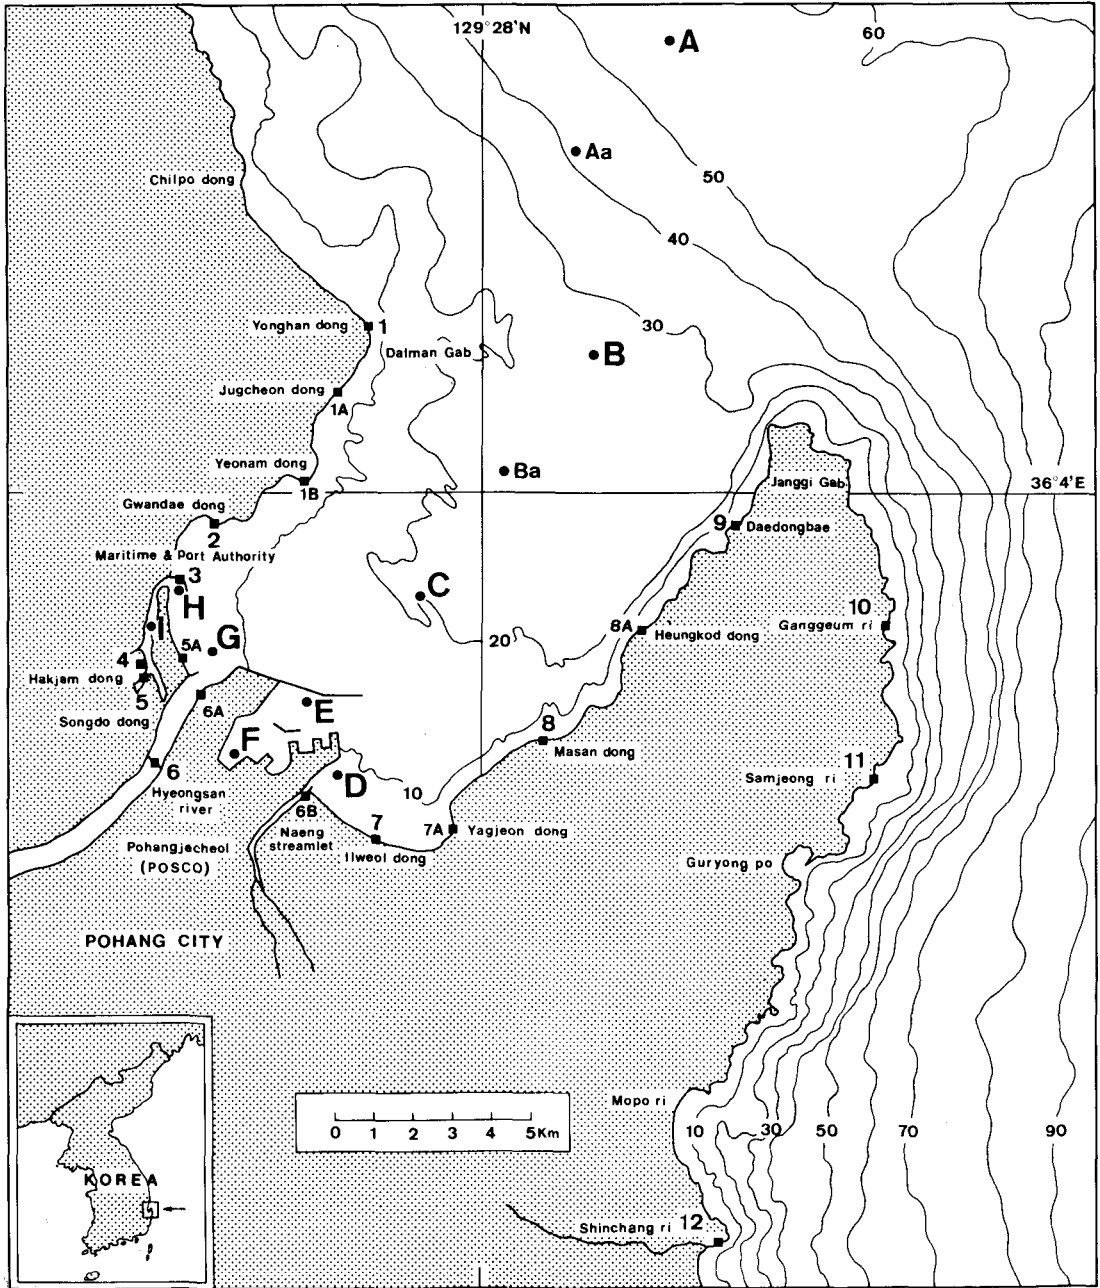 129°28'N
60
A
Aa
50
Chilpo dong
40
Yonghan dong
1
30
Dalman Gab
B
Jugcheon dong
1A
Yeonam dong
Ba
1B
Janggi Gab
36°4'E
Gwandae dong
2
9
Daedongbae
Maritime & Port Authority
3
H
C
10
I
8A
Heungkod dong
Ganggeum ri
G
20
5A
4
Hakjam dong
5
6A
E
Songdo dong
8
F
Masan dong
6
D
11
Samjeong ri
Hyeongsan
river
10
6B
7
7A
Yagjeon dong
Naeng
streamlet
Ilweol dong
Pohangjecheol
(POSCO)
Guryong po
POHANG CITY
Mopo ri
0 1 2 3 4 5Km
10 30 50 70 90
KOREA
Shinchang ri
12